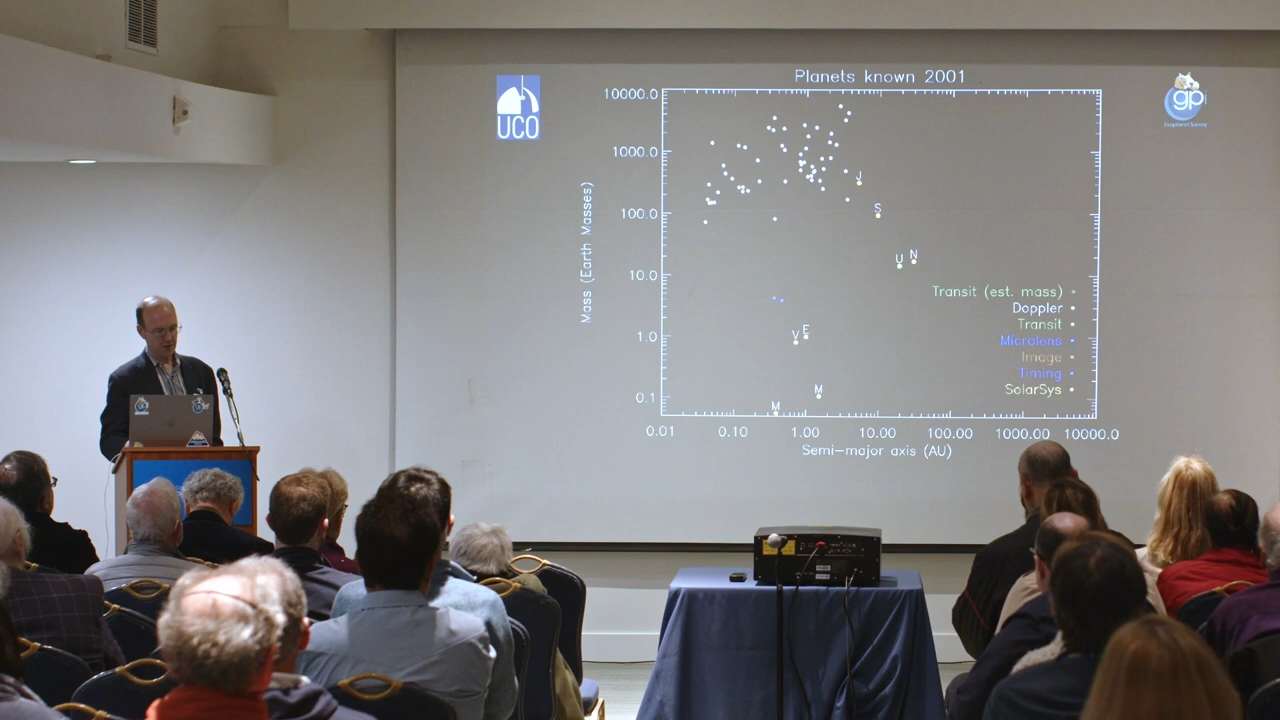 Planets known 2001
UCO
gpi
10000.0
1000.0
100.0
10.0
1.0
0.1
Mass (Earth Masses)
J
S
U N
V E
M
M
Transit (est. mass)
Doppler
Transit
Microlens
Image
Timing
SolarSys
0.01 0.10 1.00 10.00 100.00 1000.00 10000.0
Semi-major axis (AU)